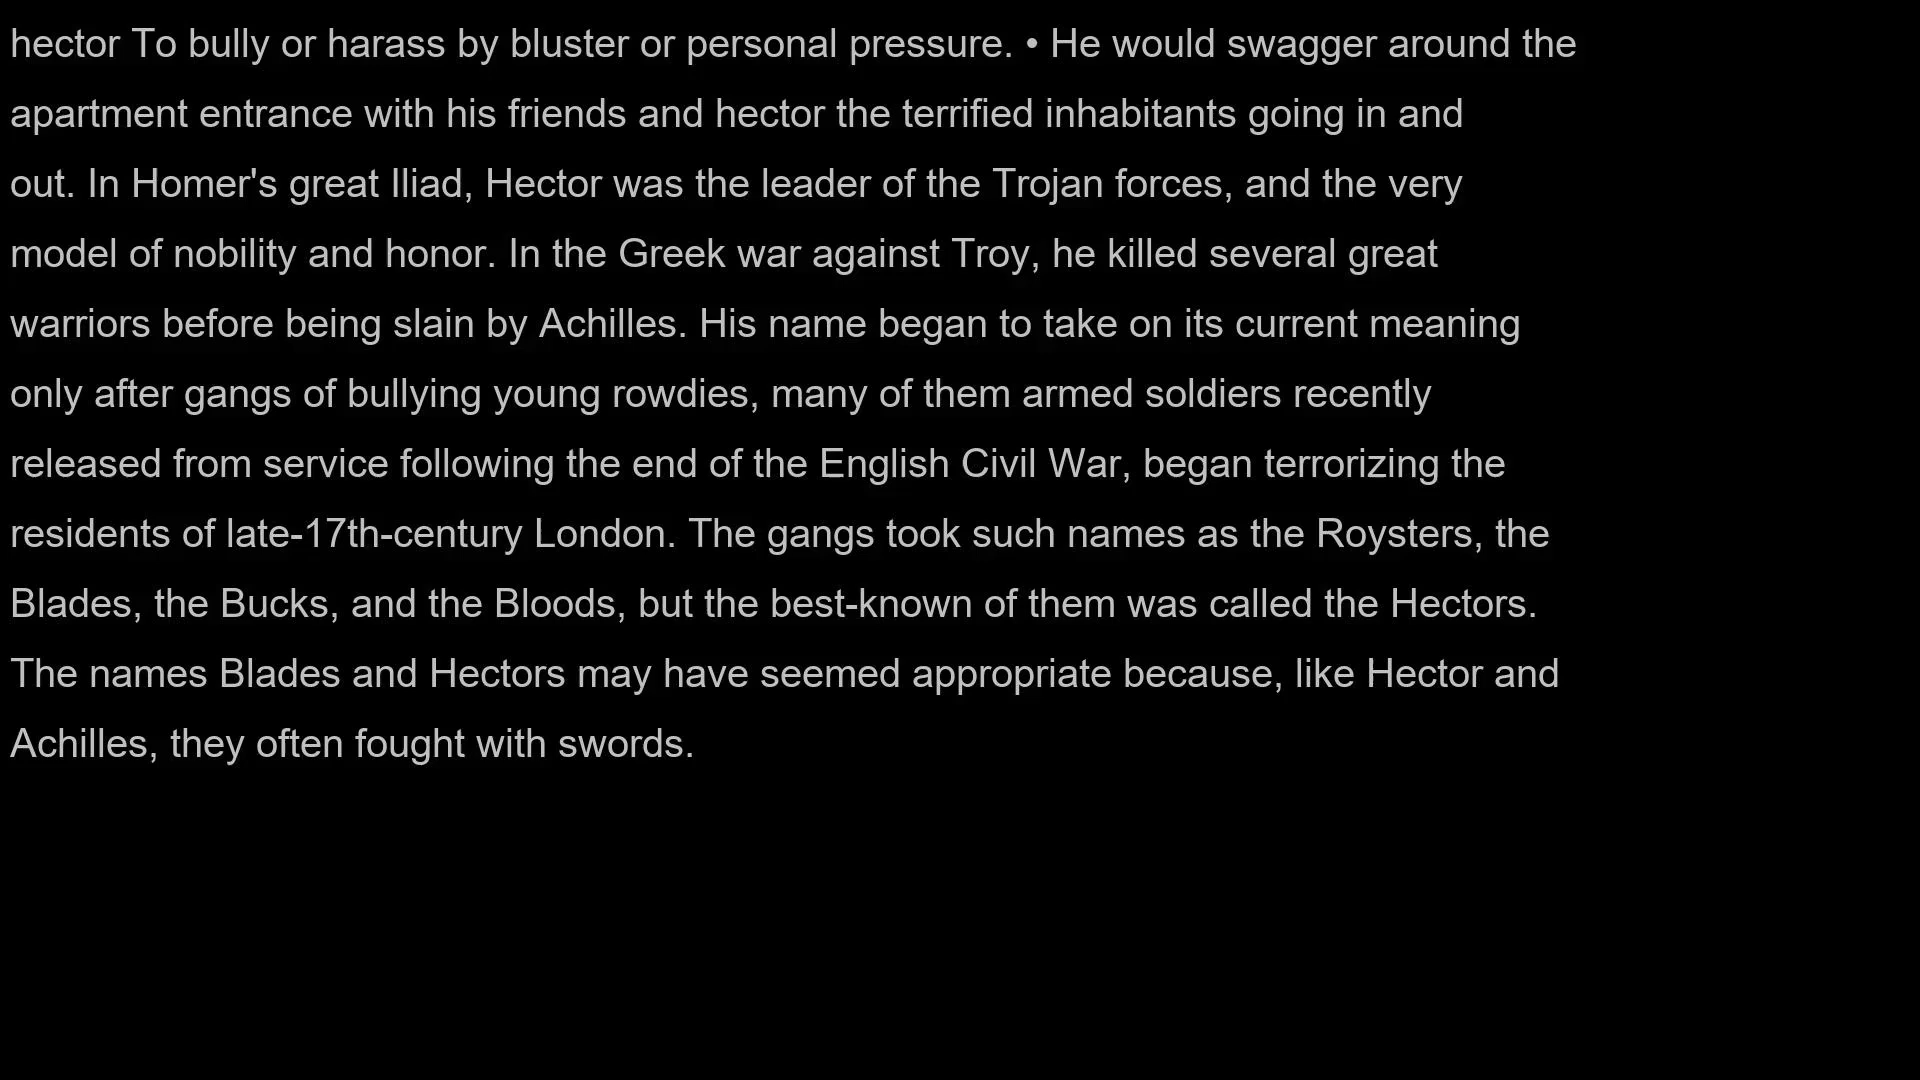 hector To bully or harass by bluster or personal pressure. • He would swagger around the
apartment entrance with his friends and hector the terrified inhabitants going in and
out. In Homer's great Iliad, Hector was the leader of the Trojan forces, and the very
model of nobility and honor. In the Greek war against Troy, he killed several great
warriors before being slain by Achilles. His name began to take on its current meaning
only after gangs of bullying young rowdies, many of them armed soldiers recently
released from service following the end of the English Civil War, began terrorizing the
residents of late-17th-century London. The gangs took such names as the Roysters, the
Blades, the Bucks, and the Bloods, but the best-known of them was called the Hectors.
The names Blades and Hectors may have seemed appropriate because, like Hector and
Achilles, they often fought with swords.